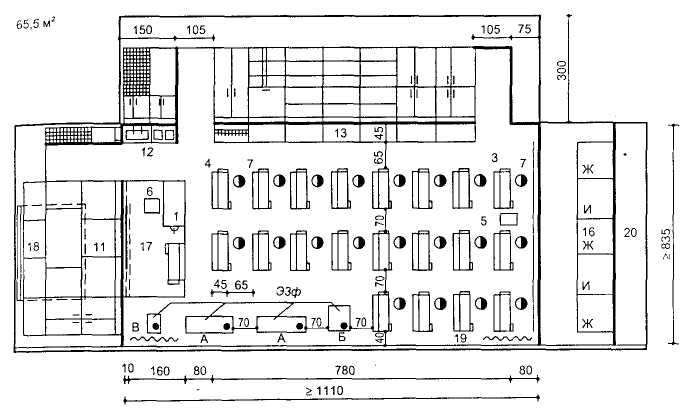 65,5 м²
150 105 105 75
300
13 45
12 65
4 7 3 7
Ж
6
1 5 И
70
18 11 17 16 20
Ж
≥ 835
70
45 65 ЭЗф И
В 70 70 70 Ж
А А Б 40 19
10 160 80 780 80
≥ 1110